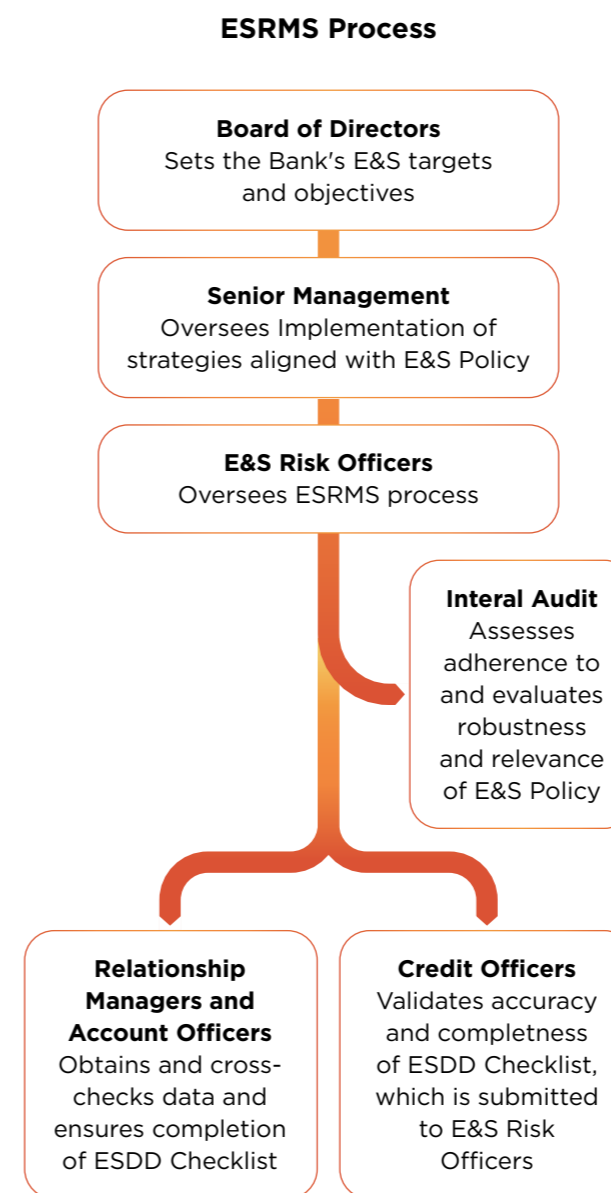 ESRMS Process
Board of Directors
Sets the Bank's E&S targets
and objectives
Senior Management
Oversees Implementation of
strategies aligned with E&S Policy
E&S Risk Officers
Oversees ESRMS process
Interal Audit
Assesses
adherence to
and evaluates
robustness
and relevance
of E&S Policy
Relationship
Managers and
Account Officers
Obtains and cross-
checks data and
ensures completion
of ESDD Checklist
Credit Officers
Validates accuracy
and completness
of ESDD Checklist,
which is submitted
to E&S Risk
Officers